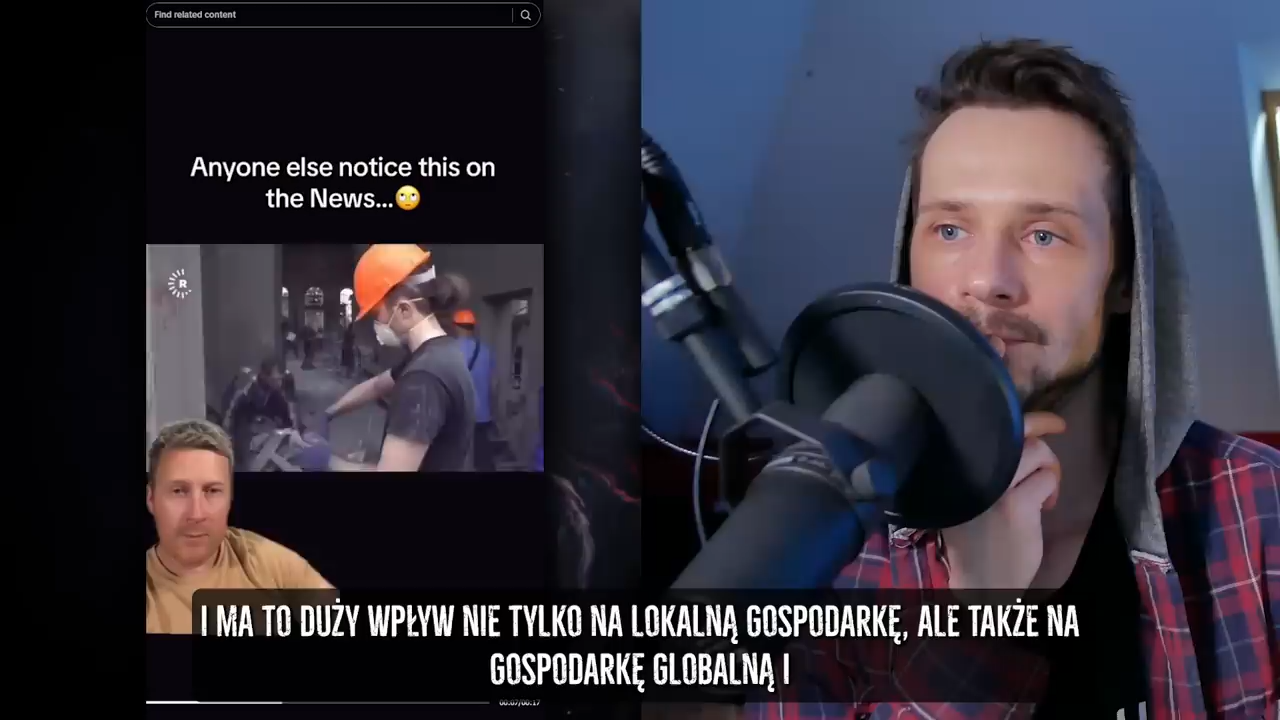 Find related content
Anyone else notice this on
the News...🙄
R
I MA TO DUŻY WPŁYW NIE TYLKO NA LOKALNĄ GOSPODARKĘ, ALE TAKŻE NA
GOSPODARKĘ GLOBALNĄ I